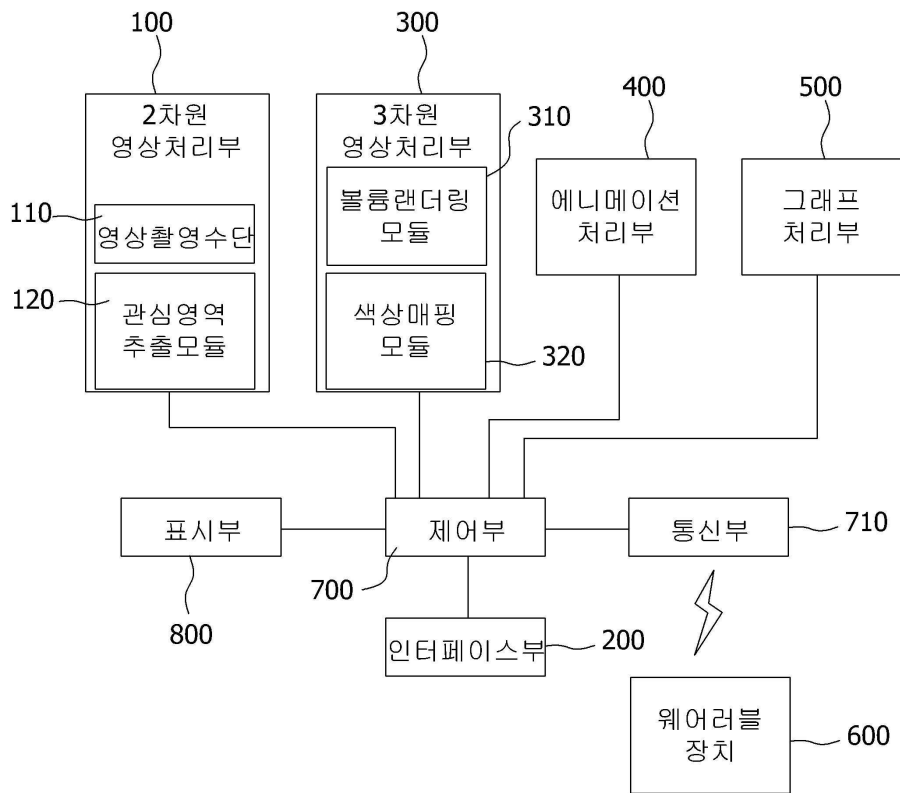 100
300
400
500
2차원
영상처리부
3차원
영상처리부
310
110
영상촬영수단
볼륨랜더링
모듈
에니메이션
처리부
그래프
처리부
120
관심영역
추출모듈
색상매핑
모듈
320
표시부
제어부
통신부
710
700
800
인터페이스부
200
웨어러블
장치
600